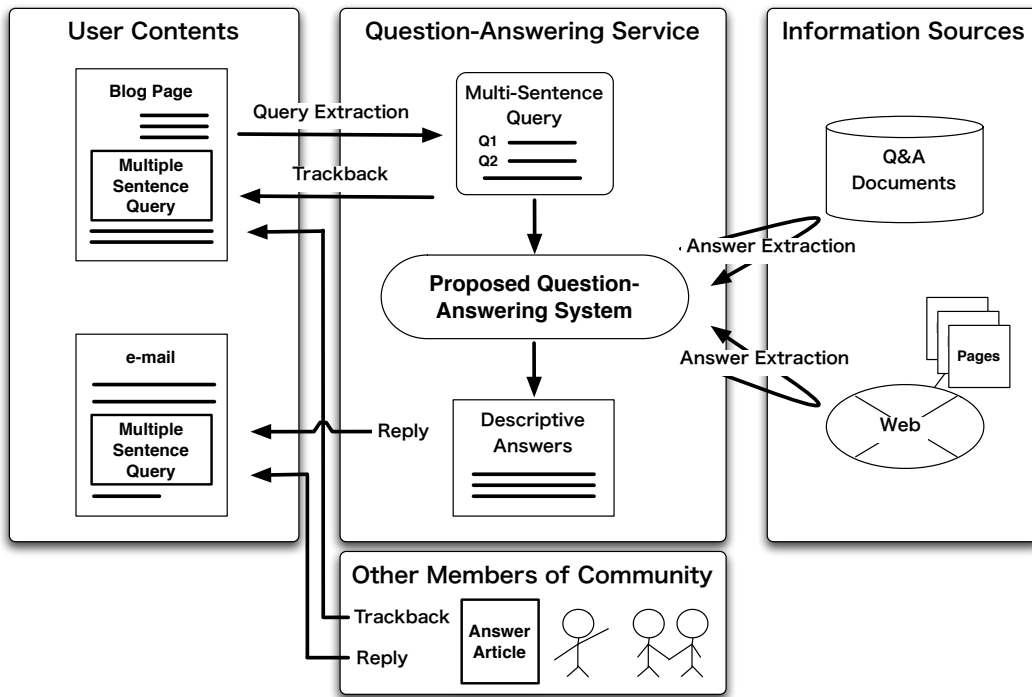 User Contents
Blog Page
Multiple
Sentence
Query
e-mail
Multiple
Sentence
Query
Query Extraction
Trackback
Question-Answering Service
Multi-Sentence
Query
Q1
Q2
Proposed Question-
Answering System
Descriptive
Answers
Reply
Information Sources
Q&A
Documents
Answer Extraction
Answer Extraction
Pages
Web
Other Members of Community
Trackback
Reply
Answer
Article